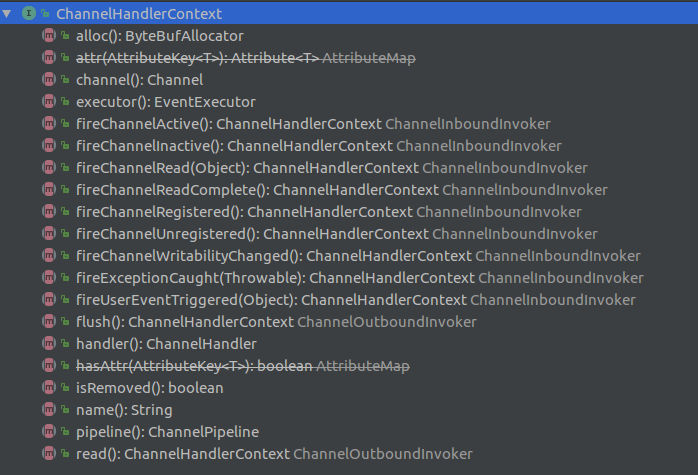 ChannelHandlerContext
alloc(): ByteBufAllocator
attr(AttributeKey<T>): Attribute<T> AttributeMap
channel(): Channel
executor(): EventExecutor
fireChannelActive(): ChannelHandlerContext ChannelInboundInvoker
fireChannelInactive(): ChannelHandlerContext ChannelInboundInvoker
fireChannelRead(Object): ChannelHandlerContext ChannelInboundInvoker
fireChannelReadComplete(): ChannelHandlerContext ChannelInboundInvoker
fireChannelRegistered(): ChannelHandlerContext ChannelInboundInvoker
fireChannelUnregistered(): ChannelHandlerContext ChannelInboundInvoker
fireChannelWritabilityChanged(): ChannelHandlerContext ChannelInboundInvoker
fireExceptionCaught(Throwable): ChannelHandlerContext ChannelInboundInvoker
fireUserEventTriggered(Object): ChannelHandlerContext ChannelInboundInvoker
flush(): ChannelHandlerContext ChannelOutboundInvoker
handler(): ChannelHandler
hasAttr(AttributeKey<T>): boolean AttributeMap
isRemoved(): boolean
name(): String
pipeline(): ChannelPipeline
read(): ChannelHandlerContext ChannelOutboundInvoker